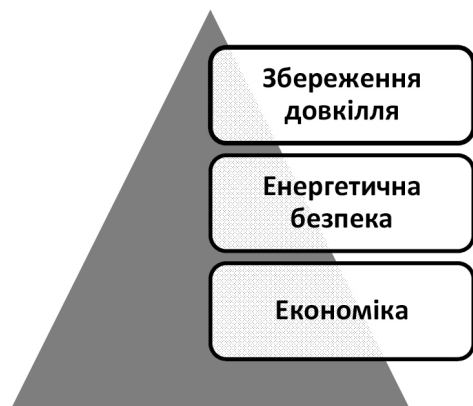 Збереження
довкілля
Енергетична
безпека
Економіка